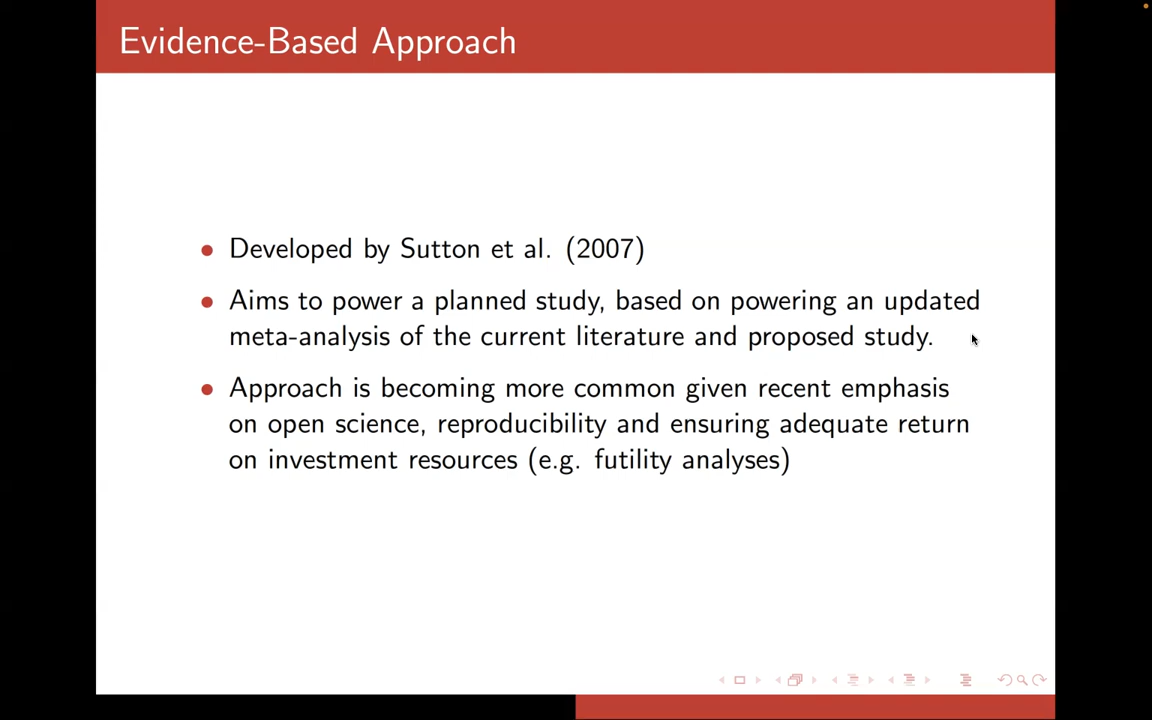 Evidence-Based Approach
• Developed by Sutton et al. (2007)
• Aims to power a planned study, based on powering an updated
meta-analysis of the current literature and proposed study.
• Approach is becoming more common given recent emphasis
on open science, reproducibility and ensuring adequate return
on investment resources (e.g. futility analyses)